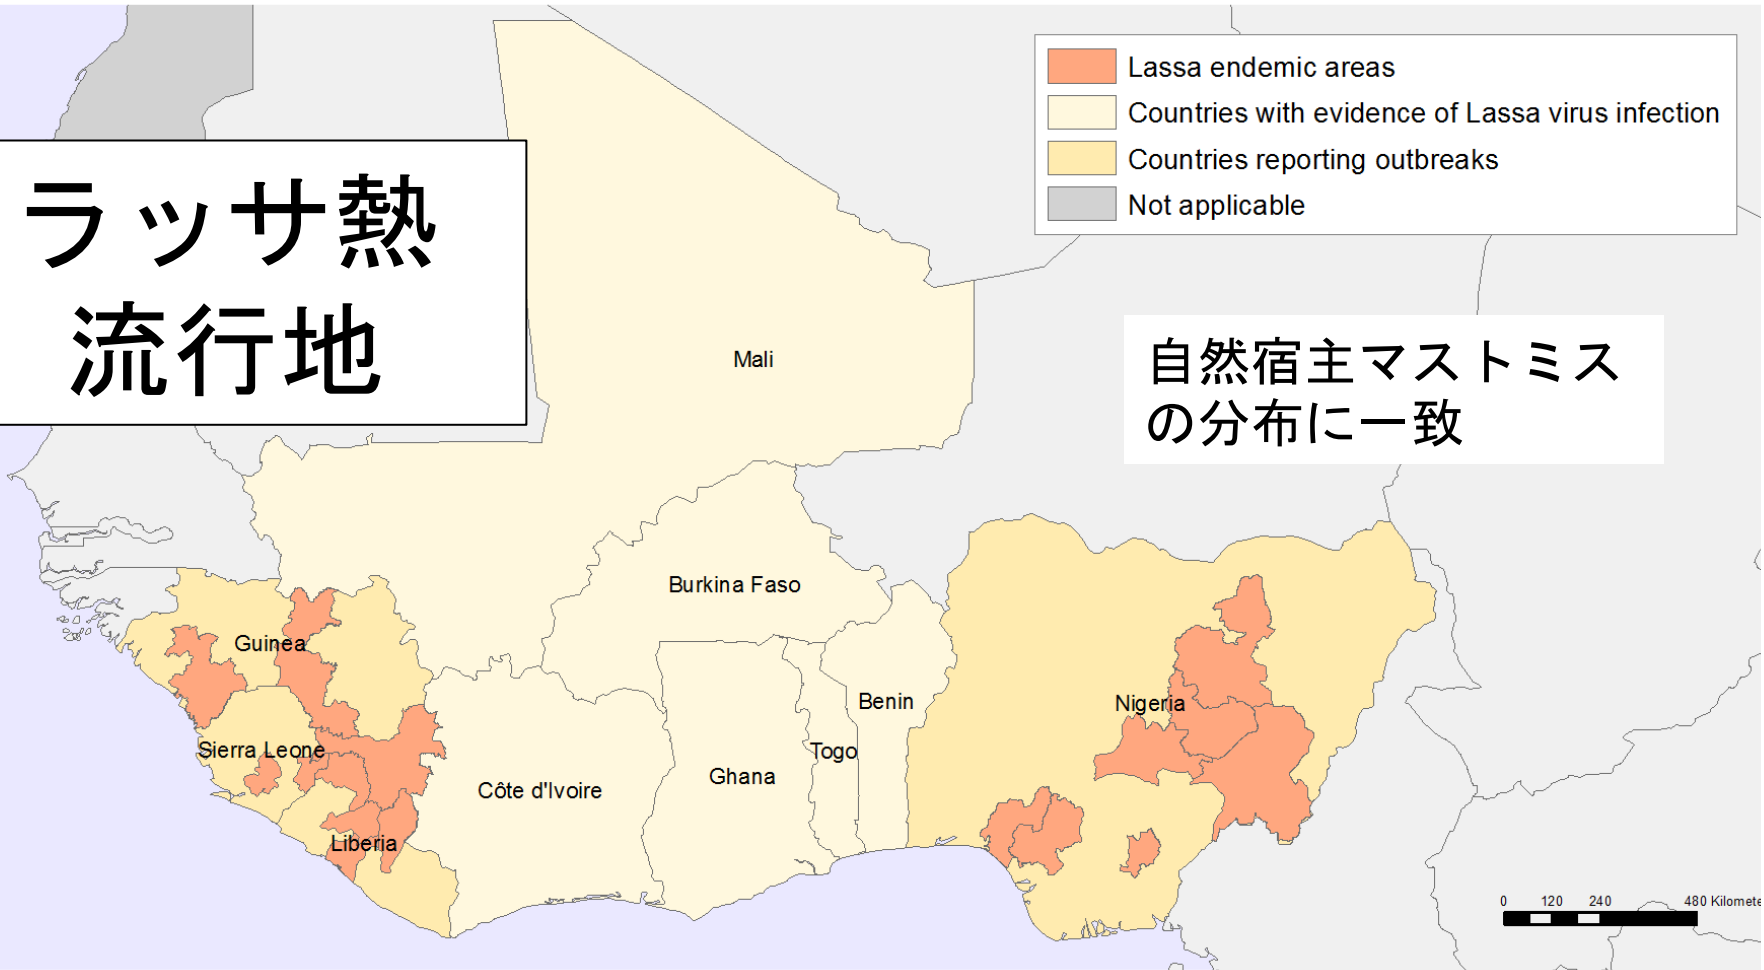 Lassa endemic areas
Countries with evidence of Lassa virus infection
Countries reporting outbreaks
Not applicable
ラッサ熱
流行地
自然宿主マストミス
の分布に一致
Mali
Burkina Faso
Guinea
Benin
Nigeria
Sierra Leone
Togo
Ghana
Côte d'Ivoire
Liberia
0 120 240 480 Kilomete